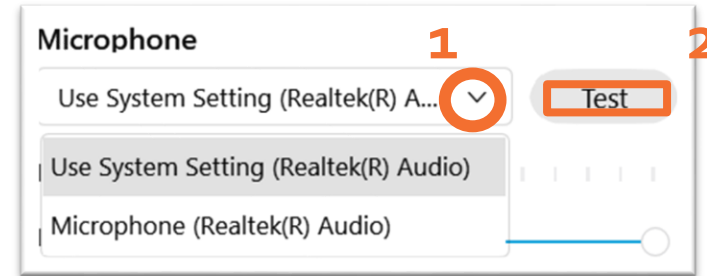 Microphone
1
2
Use System Setting (Realtek(R) A...
Test
Use System Setting (Realtek(R) Audio)
Microphone (Realtek(R) Audio)